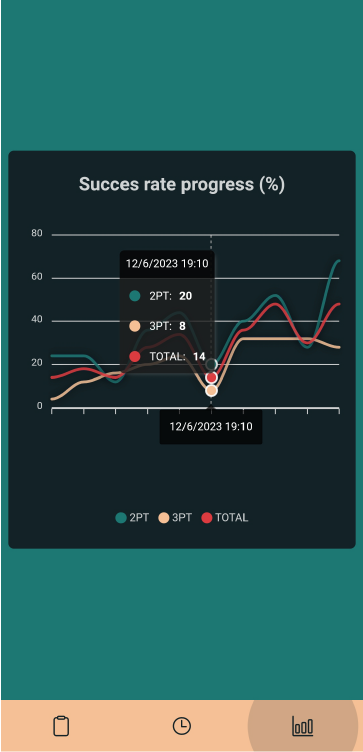 Succes rate progress (%)
80
12/6/2023 19:10
60
2PT: 20
40
3PT: 8
TOTAL: 14
20
0
12/6/2023 19:10
2PT 3PT TOTAL